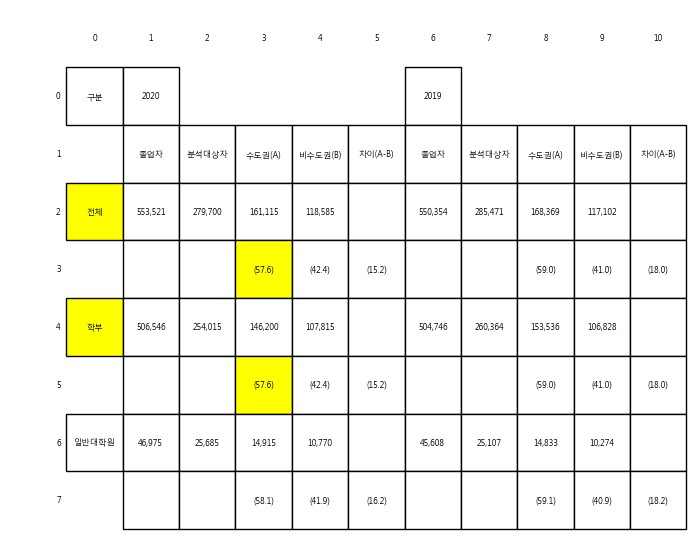 0 1 2 3 4 5 6 7 8 9 10
0 구분 2020 2019
1 졸업자 분석대상자 수도권(A) 비수도권(B) 차이(A-B) 졸업자 분석대상자 수도권(A) 비수도권(B) 차이(A-B)
2 전체 553,521 279,700 161,115 118,585 550,354 285,471 168,369 117,102
3 (57.6) (42.4) (15.2) (59.0) (41.0) (18.0)
4 학부 506,546 254,015 146,200 107,815 504,746 260,364 153,536 106,828
5 (57.6) (42.4) (15.2) (59.0) (41.0) (18.0)
6 일반대학원 46,975 25,685 14,915 10,770 45,608 25,107 14,833 10,274
7 (58.1) (41.9) (16.2) (59.1) (40.9) (18.2)